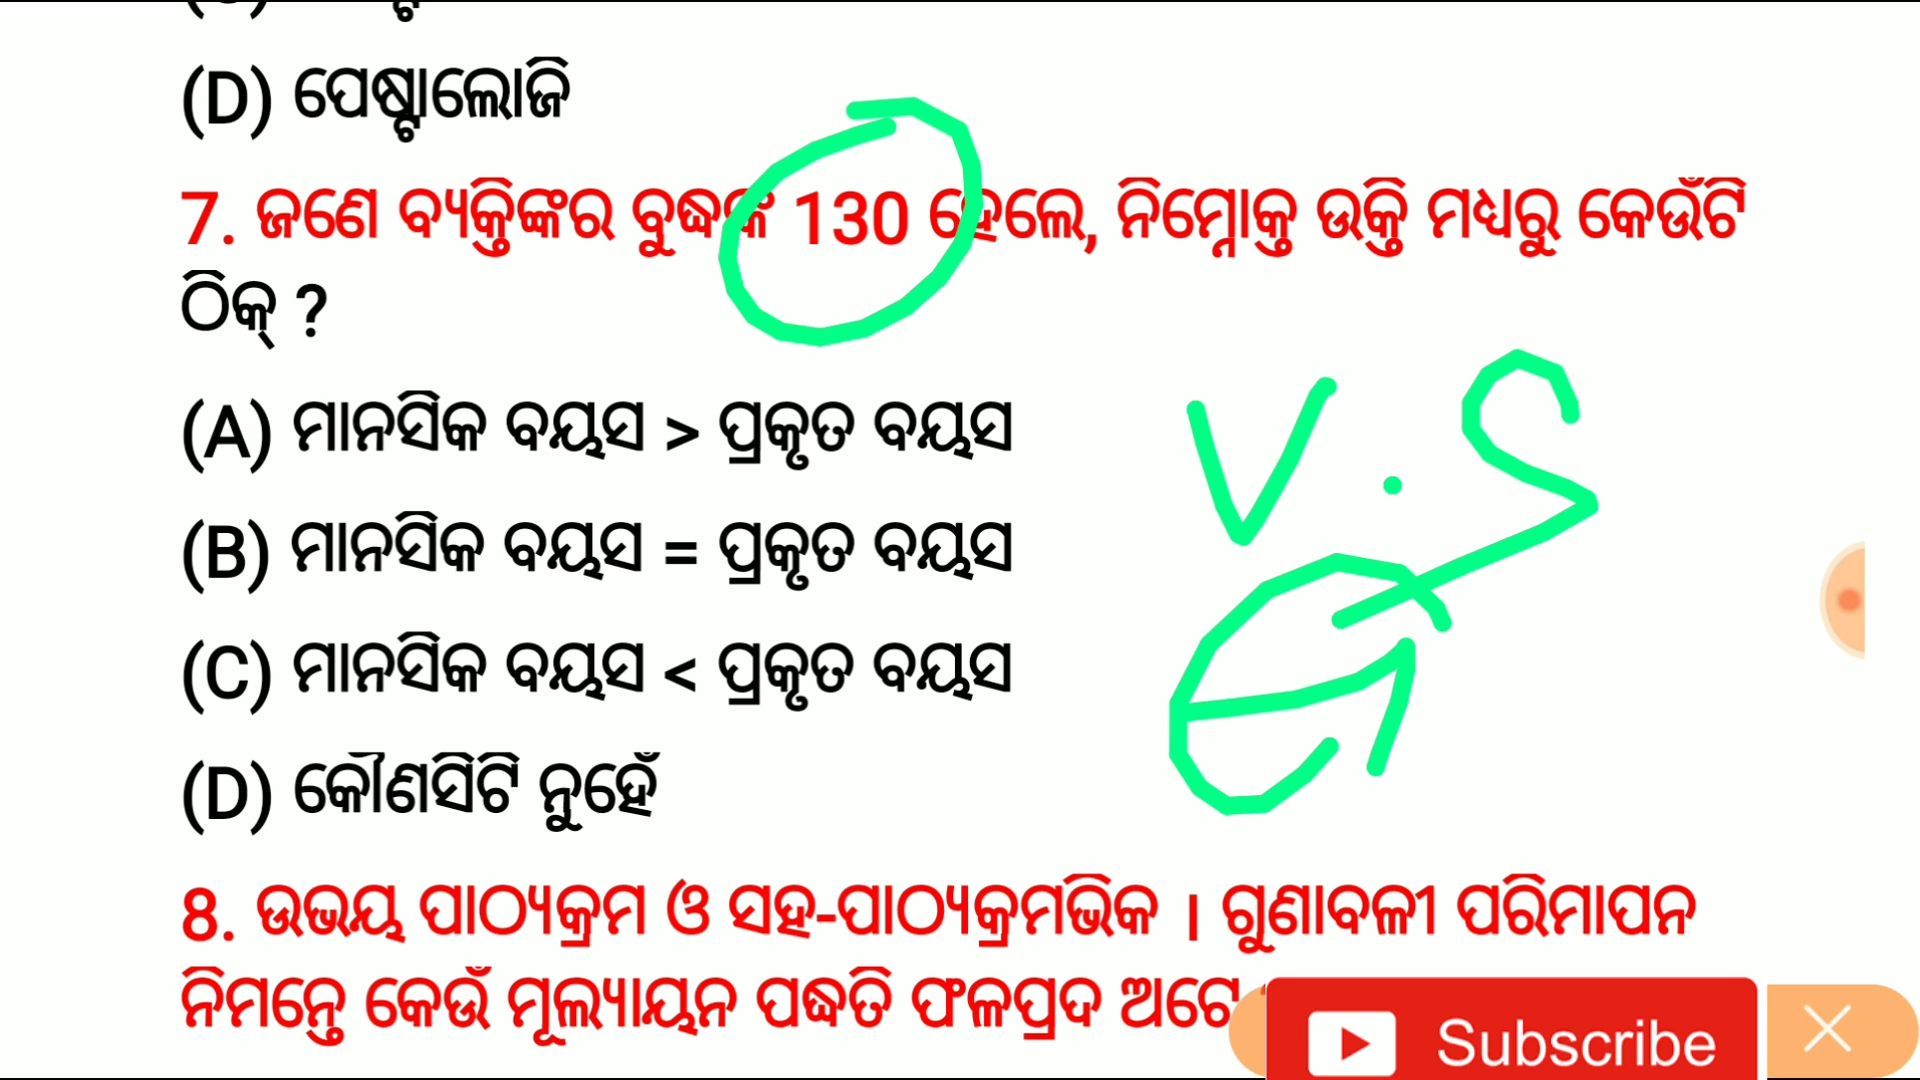 (D) ପେଷ୍ଟାଲୋଜି
7. ଜଣେ ବ୍ୟକ୍ତିଙ୍କର ବୁଦ୍ଧଙ୍କ 130 ହେଲେ, ନିମ୍ନୋକ୍ତ ଉକ୍ତି ମଧ୍ୟରୁ କେଉଁଟି
ଠିକ୍ ?
(A) ମାନସିକ ବୟସ > ପ୍ରକୃତ ବୟସ
V.S
(B) ମାନସିକ ବୟସ = ପ୍ରକୃତ ବୟସ
(C) ମାନସିକ ବୟସ < ପ୍ରକୃତ ବୟସ
(D) କୌଣସିଟି ନୁହେଁ
8. ଉଭୟ ପାଠ୍ୟକ୍ରମ ଓ ସହ-ପାଠ୍ୟକ୍ରମଭିକ । ଗୁଣାବଳୀ ପରିମାପନ
ନିମନ୍ତେ କେଉଁ ମୂଲ୍ୟାୟନ ପଦ୍ଧତି ଫଳପ୍ରଦ ଅଟେ
Subscribe